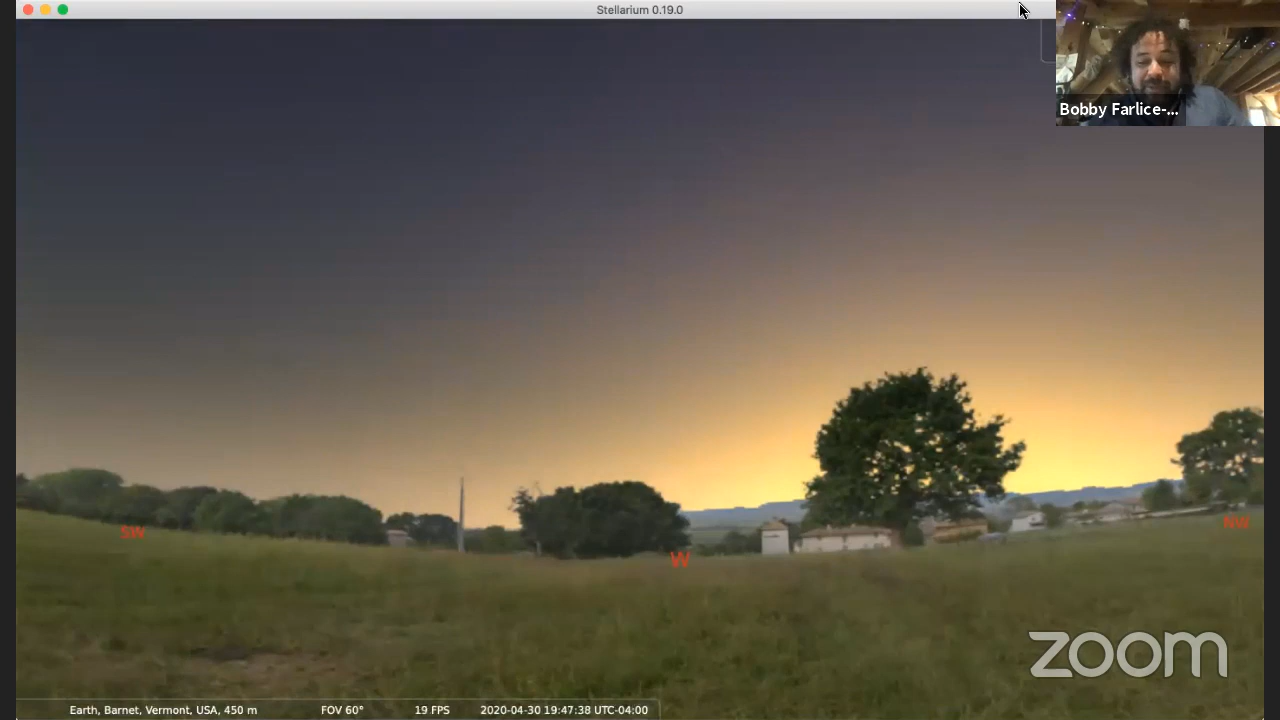 Stellarium 0.19.0
Bobby Farlice-...
SW
W
NW
zoom
Earth, Barnet, Vermont, USA, 450 m FOV 60° 19 FPS 2020-04-30 19:47:38 UTC-04:00